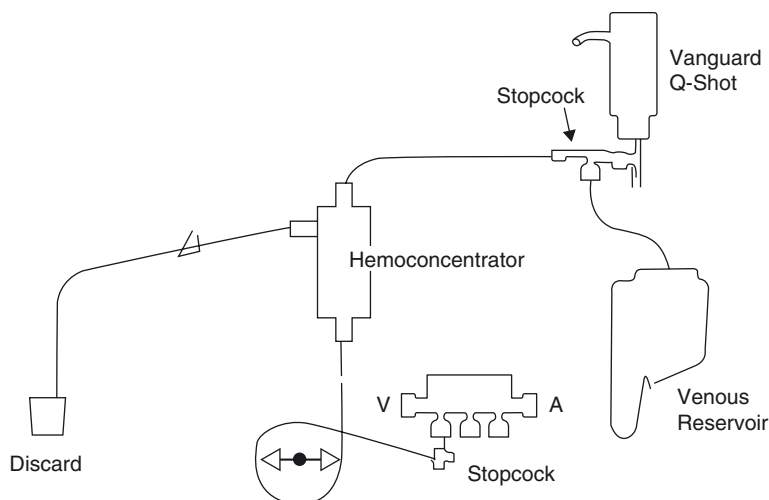 Vanguard
Q-Shot
Stopcock
Hemoconcentrator
V
A
Venous
Reservoir
Discard
Stopcock